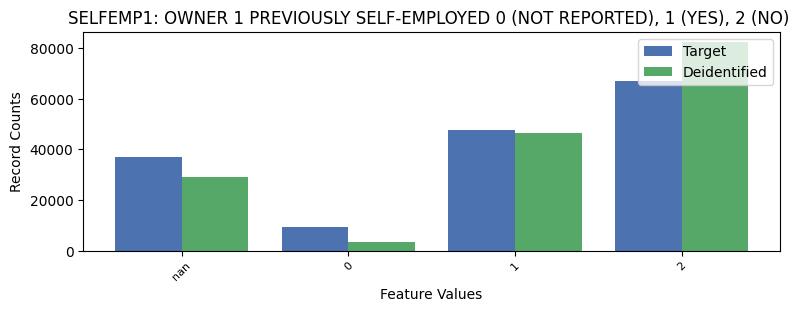 SELFEMP1: OWNER 1 PREVIOUSLY SELF-EMPLOYED 0 (NOT REPORTED), 1 (YES), 2 (NO)
Target
Deidentified
80000
60000
40000
20000
0
Record Counts
nan
0
1
2
Feature Values